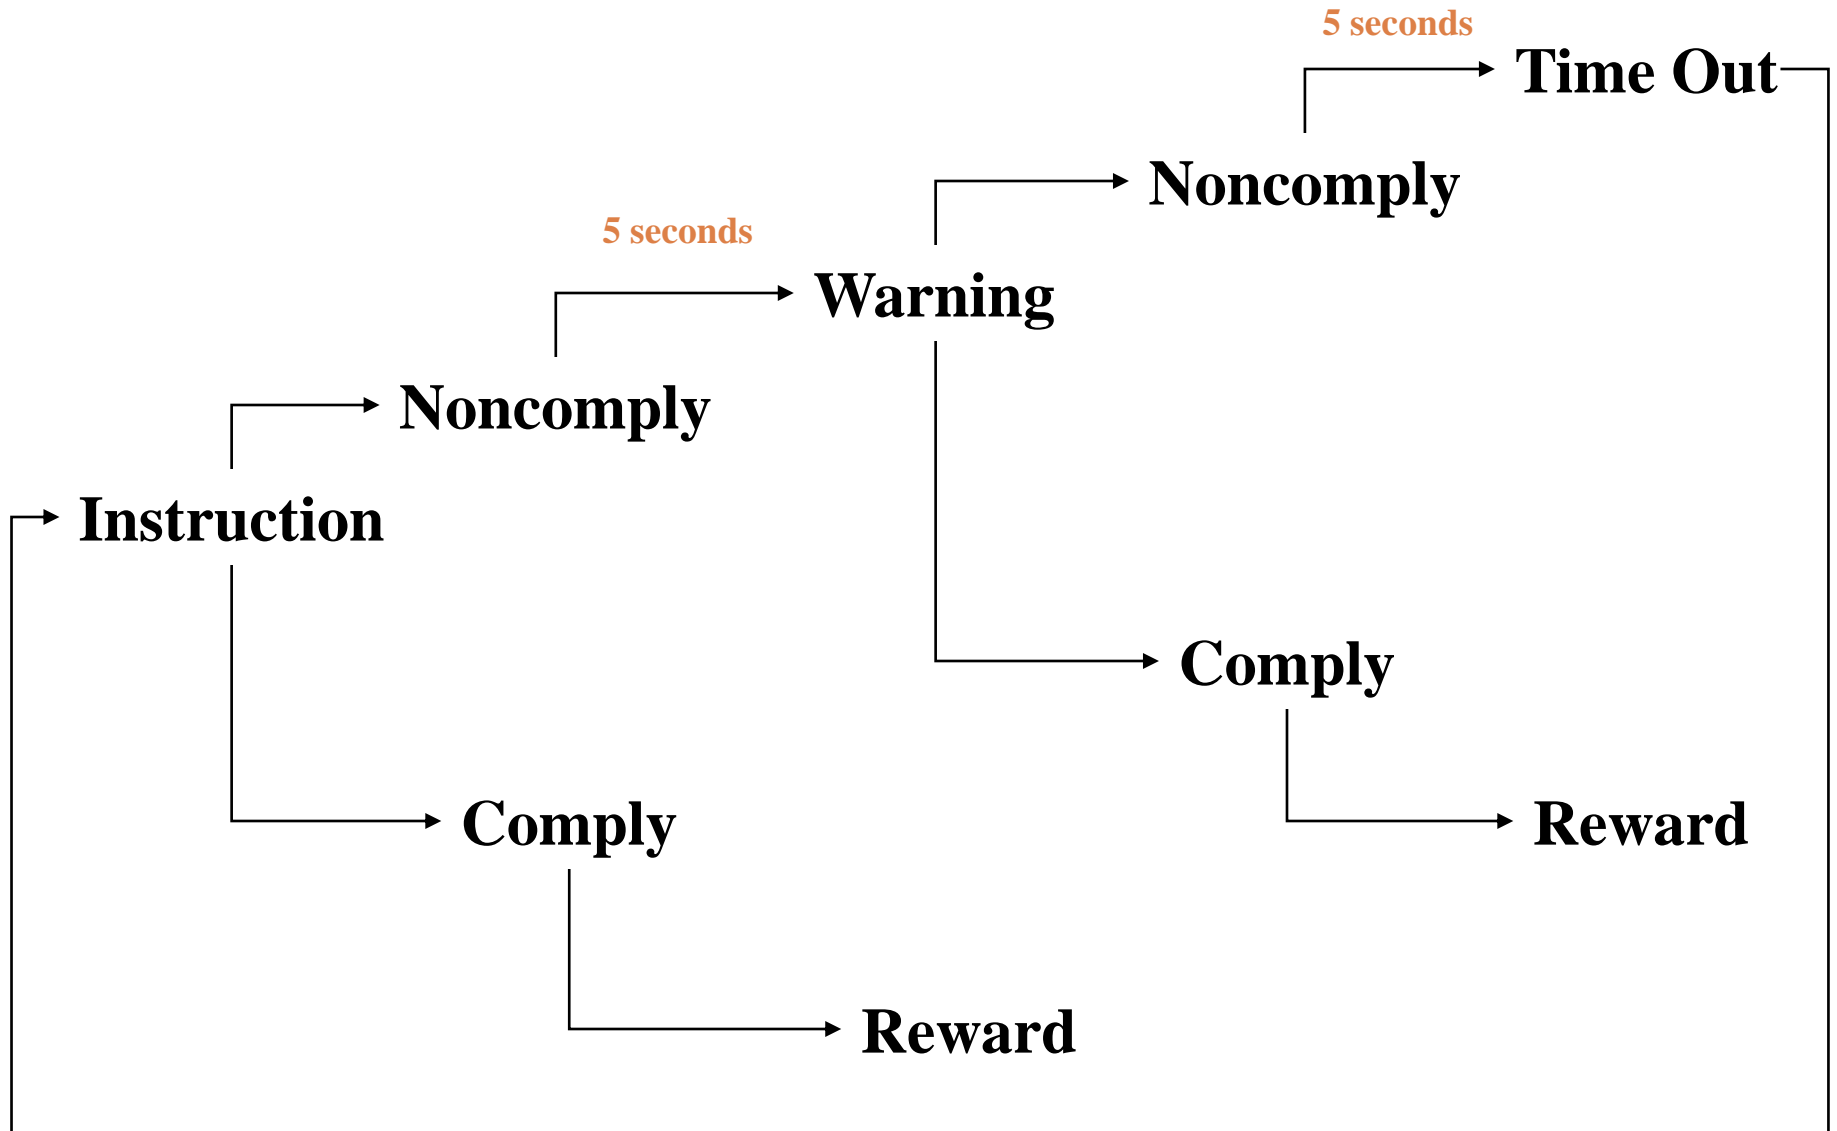 5 seconds
Time Out
Noncomply
5 seconds
Warning
Noncomply
Instruction
Comply
Comply
Reward
Reward